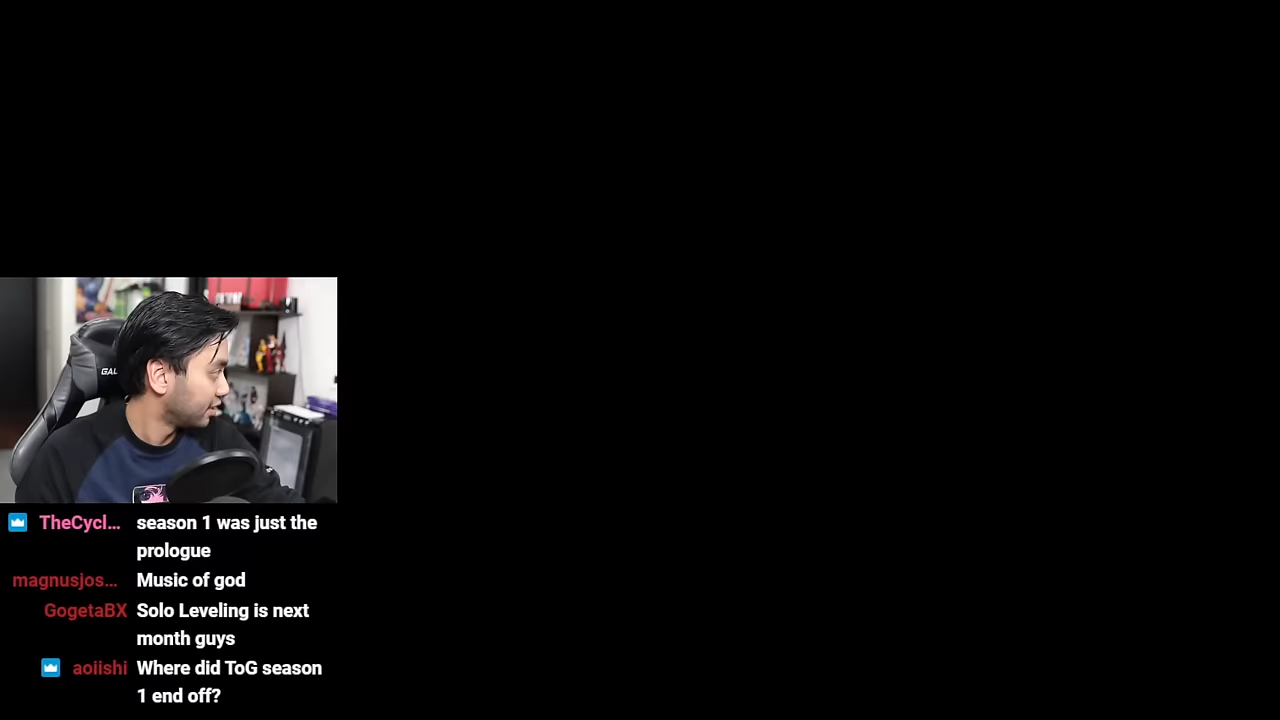 GAL
TheCycl... season 1 was just the
prologue
magnusjos... Music of god
GogetaBX Solo Leveling is next
month guys
aoiishi Where did ToG season
1 end off?